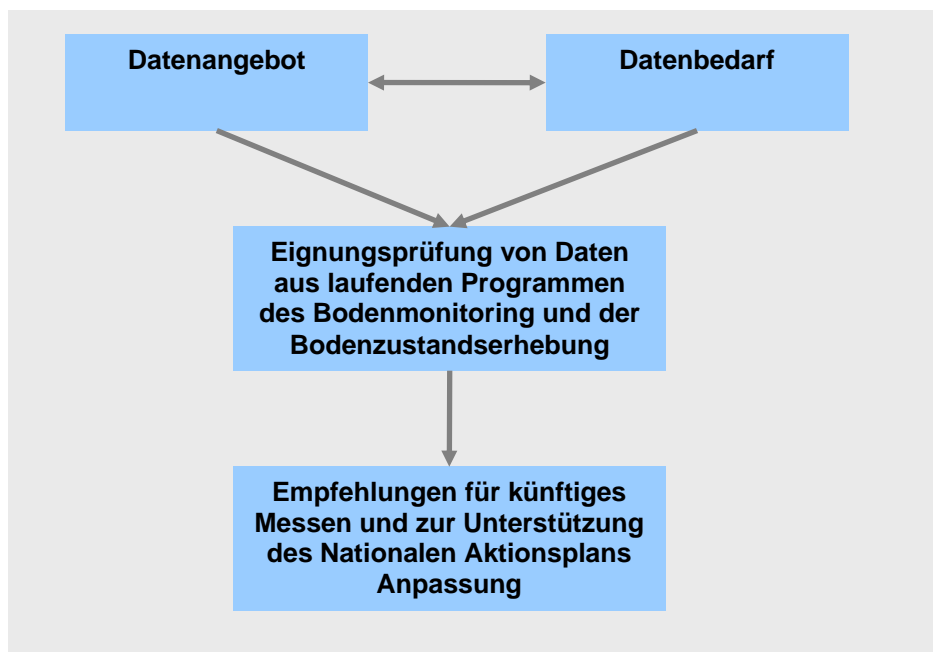 Datenangebot
Datenbedarf
Eignungsprüfung von Daten
aus laufenden Programmen
des Bodenmonitoring und der
Bodenzustandserhebung
Empfehlungen für künftiges
Messen und zur Unterstützung
des Nationalen Aktionsplans
Anpassung